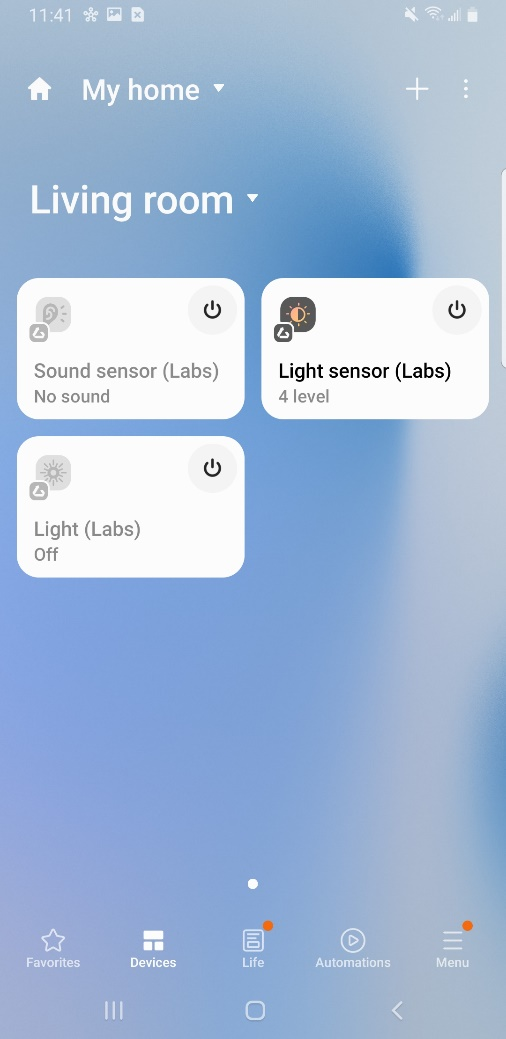 11:41
My home
Living room
Sound sensor (Labs)
No sound
Light sensor (Labs)
4 level
Light (Labs)
Off
Favorites
Devices
Life
Automations
Menu